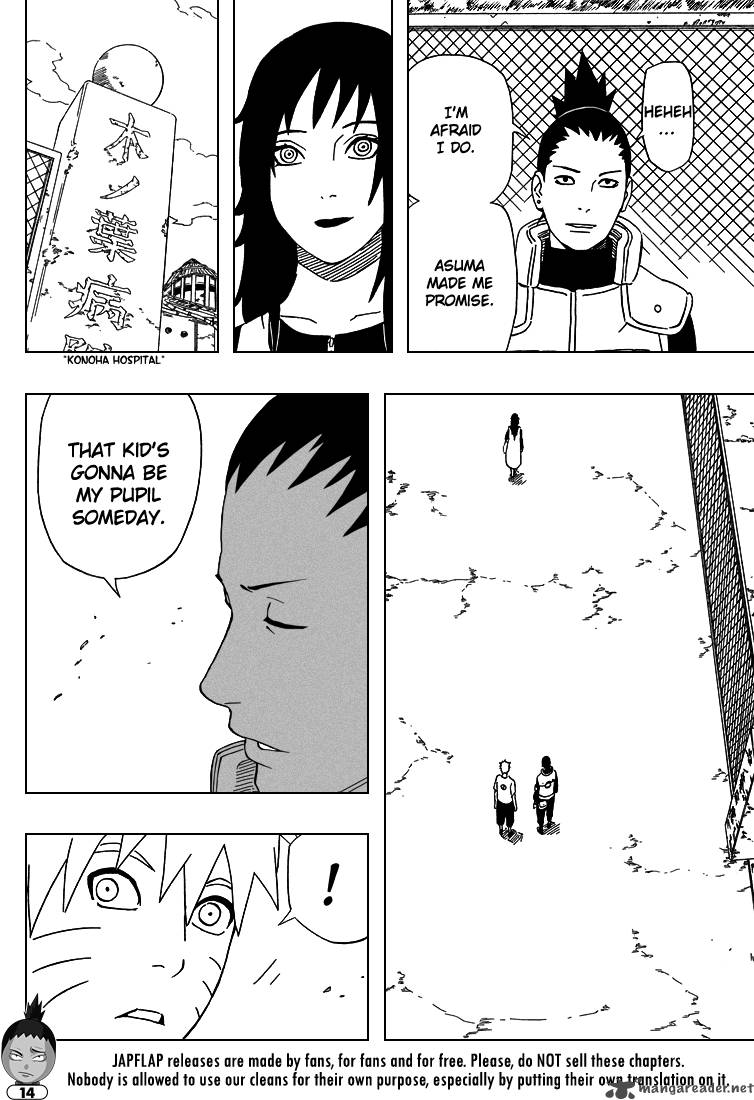 HEHEH
...
I'M
AFRAID
I DO.
ASUMA
MADE ME
PROMISE.
木ノ葉病
"KONOHA HOSPITAL"
THAT KID'S
GONNA BE
MY PUPIL
SOMEDAY.
!
JAPFLAP releases are made by fans, for fans and for free. Please, do NOT sell these chapters.
Nobody is allowed to use our cleans for their own purpose, especially by putting their own translation on it.
14
mangareader.net